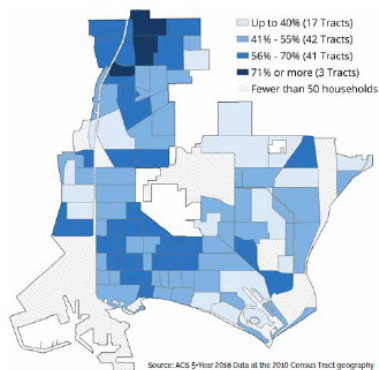 Up to 40% (17 Tracts)
41% - 55% (42 Tracts)
56% - 70% (41 Tracts)
71% or more (3 Tracts)
Fewer than 50 households
Source: ACS 5-Year 2018 Data at the 2010 Census Tract geography